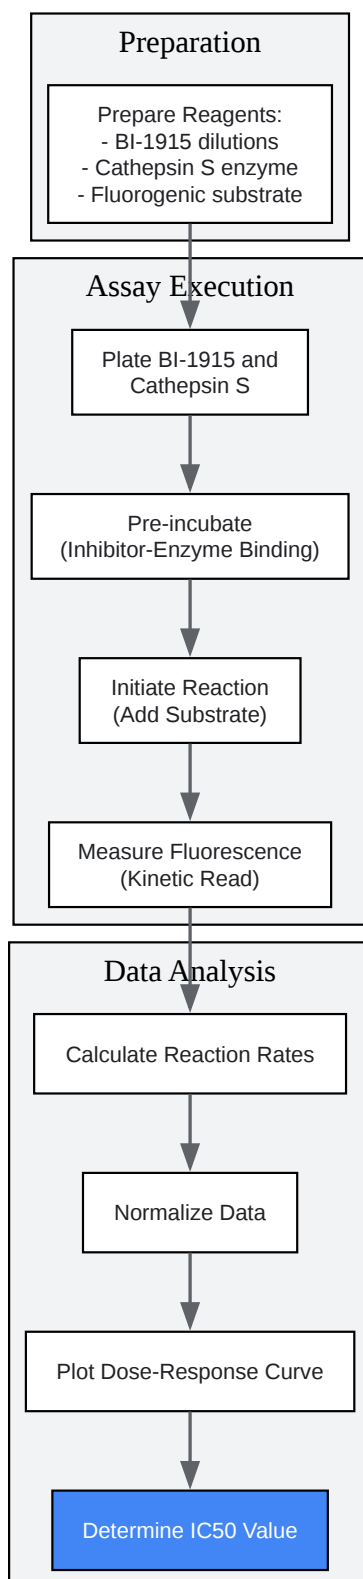 Preparation
Prepare Reagents:
- BI-1915 dilutions
- Cathepsin S enzyme
- Fluorogenic substrate
Assay Execution
Plate BI-1915 and
Cathepsin S
Pre-incubate
(Inhibitor-Enzyme Binding)
Initiate Reaction
(Add Substrate)
Measure Fluorescence
(Kinetic Read)
Data Analysis
Calculate Reaction Rates
Normalize Data
Plot Dose-Response Curve
Determine IC50 Value